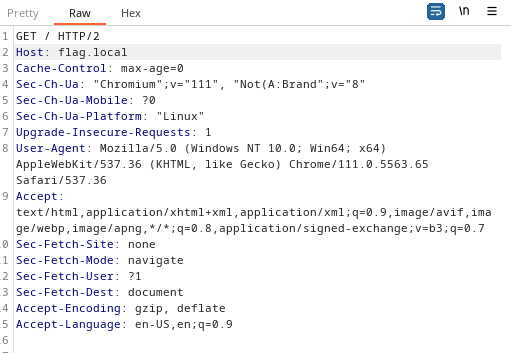 Pretty Raw Hex \n
1 GET / HTTP/2
2 Host: flag.local
3 Cache-Control: max-age=0
4 Sec-Ch-Ua: "Chromium";v="111", "Not(A:Brand";v="8"
5 Sec-Ch-Ua-Mobile: ?0
6 Sec-Ch-Ua-Platform: "Linux"
7 Upgrade-Insecure-Requests: 1
8 User-Agent: Mozilla/5.0 (Windows NT 10.0; Win64; x64)
AppleWebKit/537.36 (KHTML, like Gecko) Chrome/111.0.5563.65
Safari/537.36
9 Accept:
text/html,application/xhtml+xml,application/xml;q=0.9,image/avif,ima
ge/webp,image/apng,*/*;q=0.8,application/signed-exchange;v=b3;q=0.7
0 Sec-Fetch-Site: none
1 Sec-Fetch-Mode: navigate
2 Sec-Fetch-User: ?1
3 Sec-Fetch-Dest: document
4 Accept-Encoding: gzip, deflate
5 Accept-Language: en-US,en;q=0.9
6